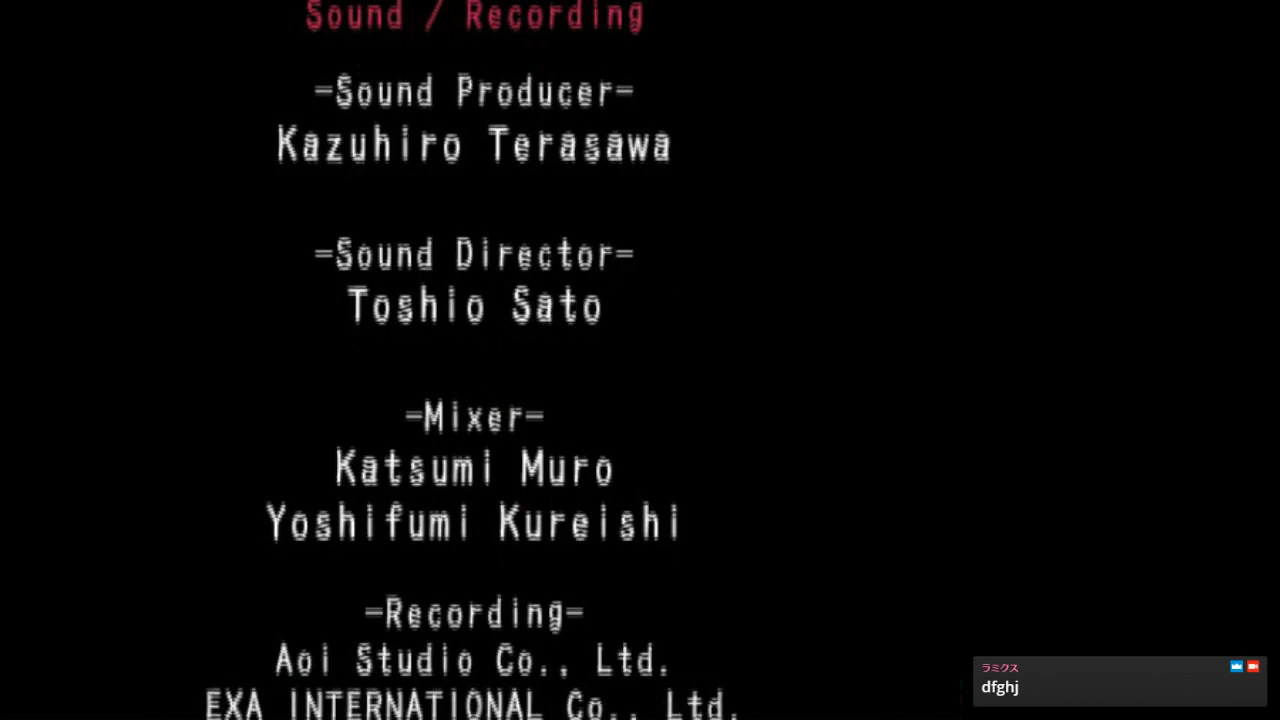 Sound / Recording
-Sound Producer-
Kazuhiro Terasawa
-Sound Director-
Toshio Sato
-Mixer-
Katsumi Muro
Yoshifumi Kureishi
-Recording-
Aoi Studio Co., Ltd.
EXA INTERNATIONAL Co., Ltd.
ラミクス
dfghj